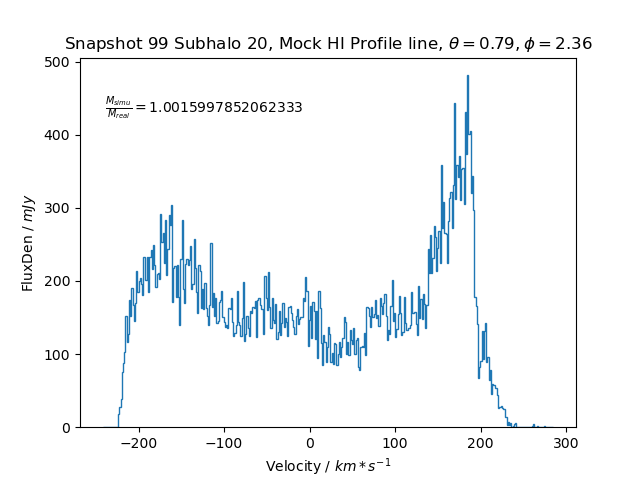 Snapshot 99 Subhalo 20, Mock HI Profile line, θ = 0.79, ϕ = 2.36
500
M_simu/M_real = 1.0015997852062333
400
300
FluxDen / mJy
200
100
0
−200 −100 0 100 200 300
Velocity / km * s⁻¹